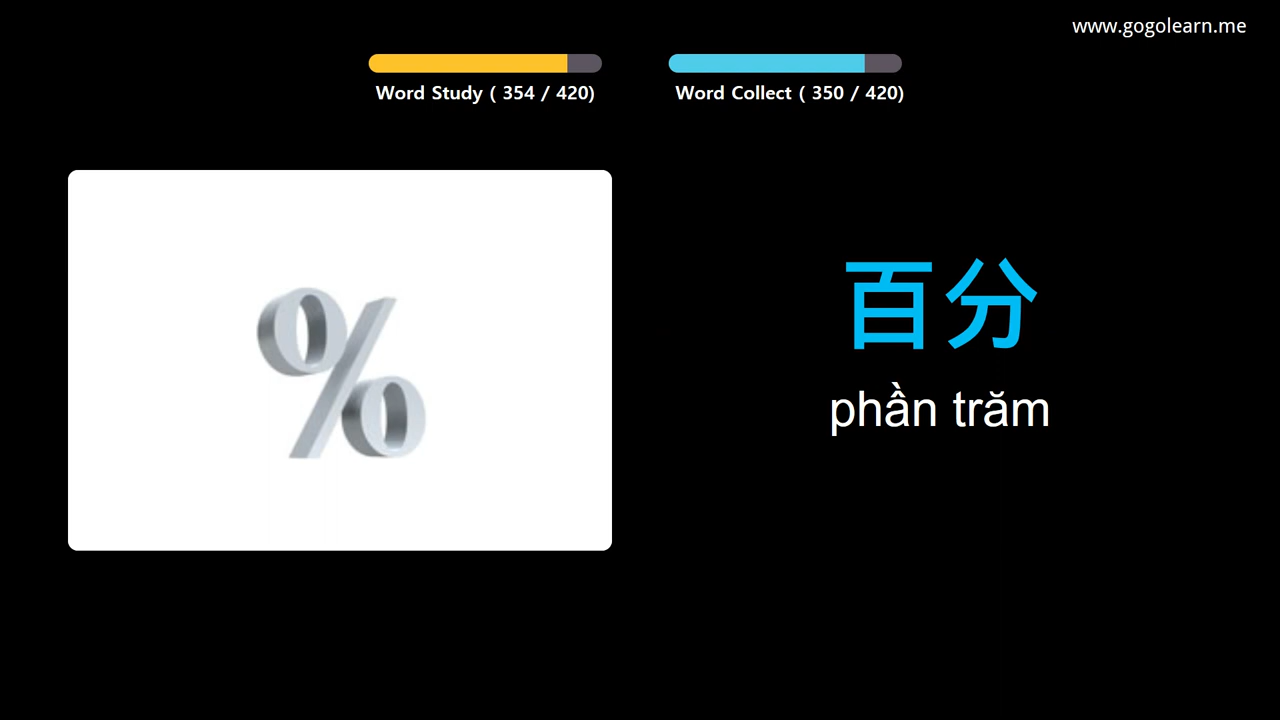 www.gogolearn.me
Word Study ( 354 / 420)
Word Collect ( 350 / 420)
%
百分
phần trăm